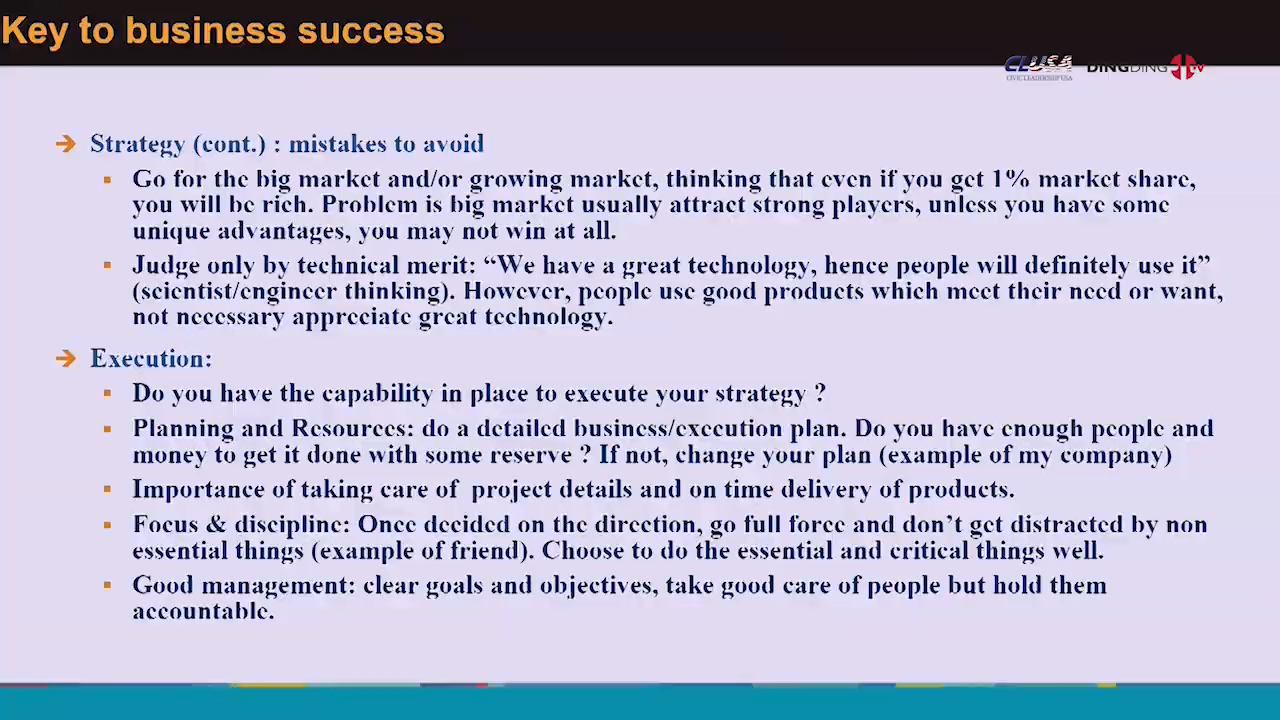 Key to business success
CLUSA DINGDING TV
CIVIC LEADERSHIP USA
Strategy (cont.) : mistakes to avoid
Go for the big market and/or growing market, thinking that even if you get 1% market share,
you will be rich. Problem is big market usually attract strong players, unless you have some
unique advantages, you may not win at all.
Judge only by technical merit: “We have a great technology, hence people will definitely use it”
(scientist/engineer thinking). However, people use good products which meet their need or want,
not necessary appreciate great technology.
Execution:
Do you have the capability in place to execute your strategy ?
Planning and Resources: do a detailed business/execution plan. Do you have enough people and
money to get it done with some reserve ? If not, change your plan (example of my company)
Importance of taking care of project details and on time delivery of products.
Focus & discipline: Once decided on the direction, go full force and don’t get distracted by non
essential things (example of friend). Choose to do the essential and critical things well.
Good management: clear goals and objectives, take good care of people but hold them
accountable.